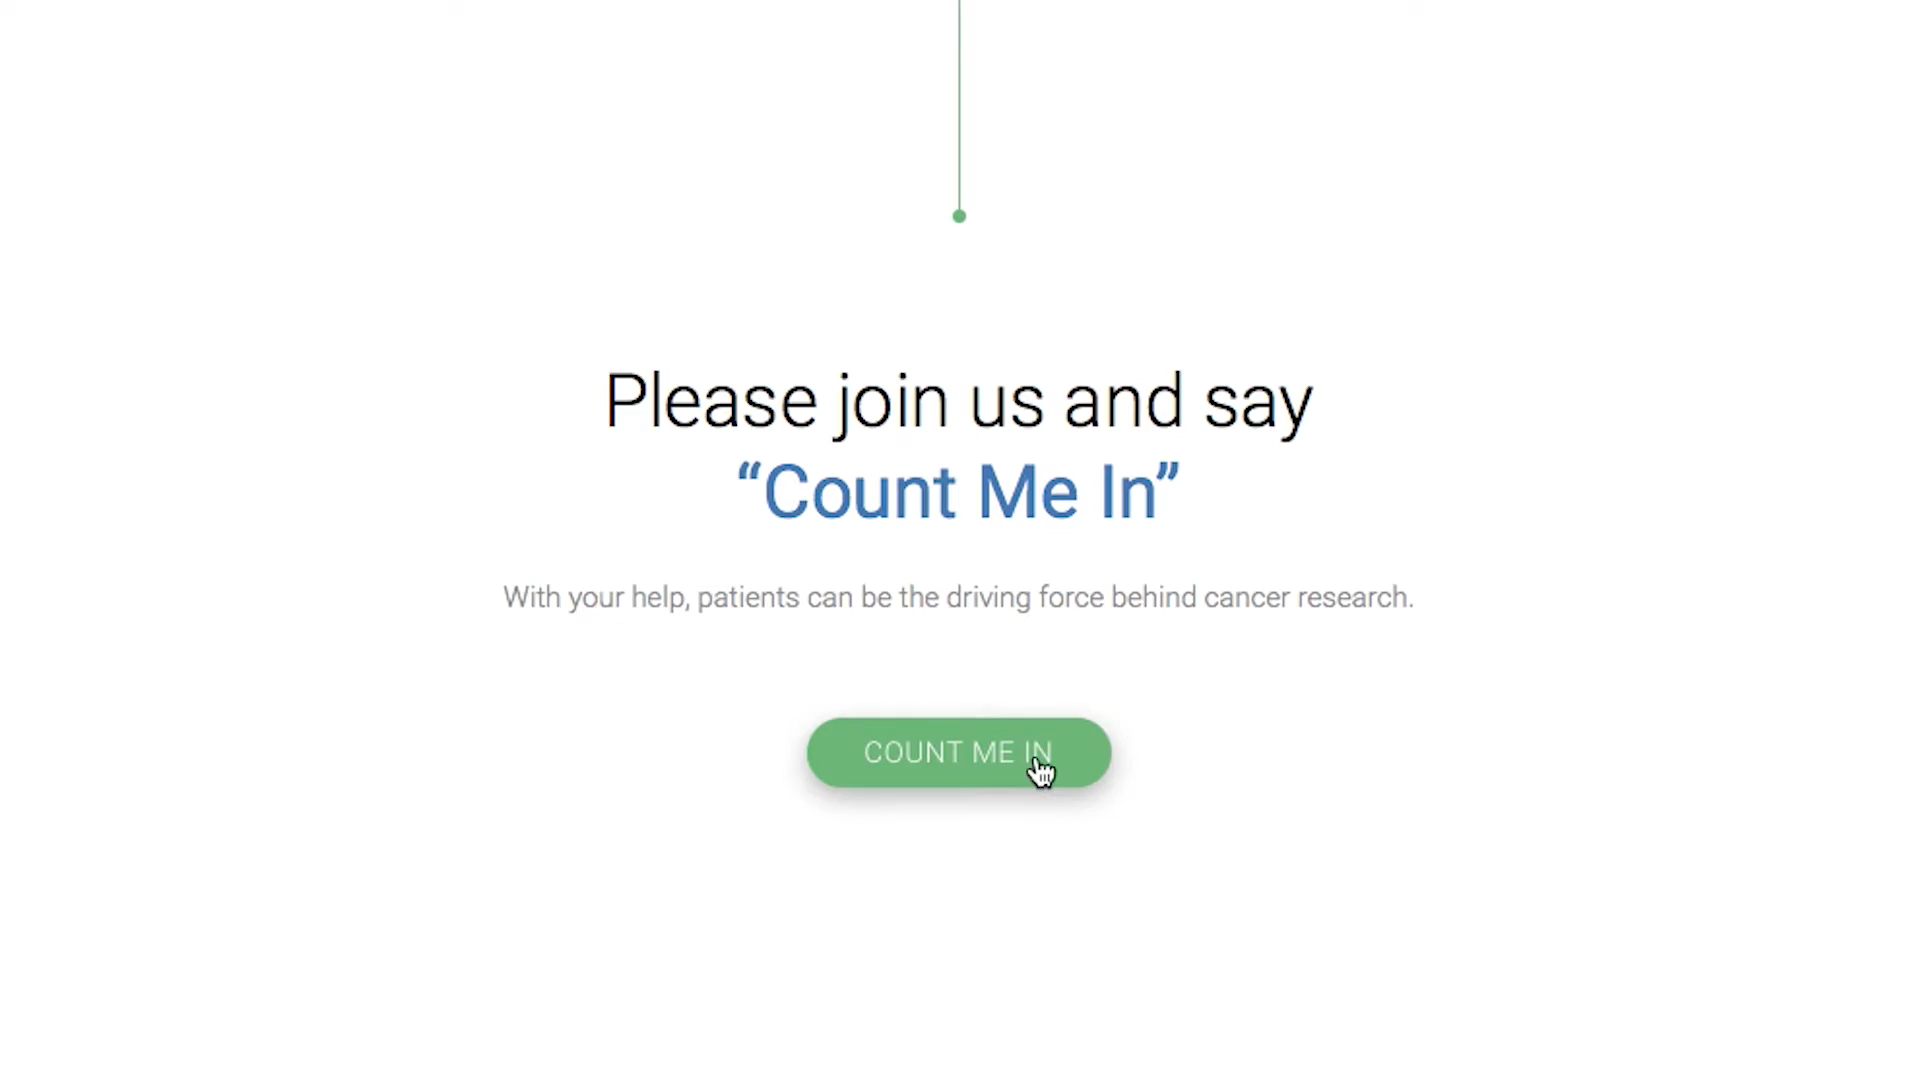 Please join us and say
“Count Me In”
With your help, patients can be the driving force behind cancer research.
COUNT ME IN